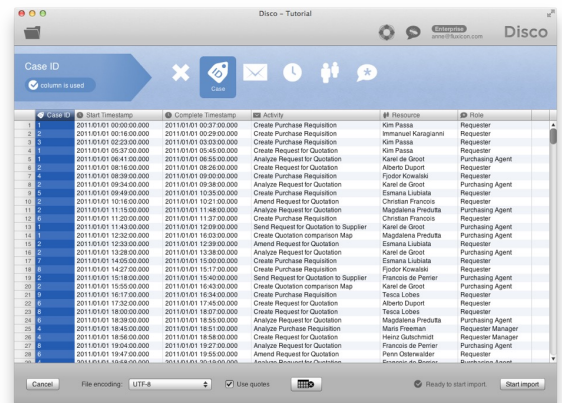 Disco - Tutorial
Enterprise
anne@fluxicon.com
Disco
Case ID
column is used
Case
Case ID Start Timestamp Complete Timestamp Activity Resource Role
1 1 2011/01/01 00:00:00.000 2011/01/01 00:37:00.000 Create Purchase Requisition Kim Passa Requester
2 2 2011/01/01 00:16:00.000 2011/01/01 00:29:00.000 Create Purchase Requisition Immanuel Karagianni Requester
3 3 2011/01/01 02:23:00.000 2011/01/01 03:03:00.000 Create Purchase Requisition Kim Passa Requester
4 1 2011/01/01 05:37:00.000 2011/01/01 05:45:00.000 Create Request for Quotation Kim Passa Requester
5 1 2011/01/01 06:41:00.000 2011/01/01 06:55:00.000 Analyze Request for Quotation Karel de Groot Purchasing Agent
6 2 2011/01/01 08:16:00.000 2011/01/01 08:26:00.000 Create Request for Quotation Alberto Duport Requester
7 4 2011/01/01 08:39:00.000 2011/01/01 09:00:00.000 Create Purchase Requisition Fjodor Kowalski Requester
8 2 2011/01/01 09:34:00.000 2011/01/01 09:38:00.000 Analyze Request for Quotation Karel de Groot Purchasing Agent
9 5 2011/01/01 09:49:00.000 2011/01/01 10:35:00.000 Create Purchase Requisition Esmana Liubiata Requester
10 2 2011/01/01 10:16:00.000 2011/01/01 10:21:00.000 Amend Request for Quotation Christian Francois Requester
11 2 2011/01/01 11:15:00.000 2011/01/01 11:48:00.000 Analyze Request for Quotation Magdalena Predutta Purchasing Agent
12 6 2011/01/01 11:20:00.000 2011/01/01 11:37:00.000 Create Purchase Requisition Christian Francois Requester
13 1 2011/01/01 11:43:00.000 2011/01/01 12:09:00.000 Send Request for Quotation to Supplier Karel de Groot Purchasing Agent
14 1 2011/01/01 12:32:00.000 2011/01/01 16:03:00.000 Create Quotation comparison Map Magdalena Predutta Purchasing Agent
15 2 2011/01/01 12:33:00.000 2011/01/01 12:39:00.000 Amend Request for Quotation Esmana Liubiata Requester
16 2 2011/01/01 13:28:00.000 2011/01/01 13:38:00.000 Analyze Request for Quotation Magdalena Predutta Purchasing Agent
17 7 2011/01/01 14:05:00.000 2011/01/01 15:00:00.000 Create Purchase Requisition Esmana Liubiata Requester
18 8 2011/01/01 14:27:00.000 2011/01/01 15:17:00.000 Create Purchase Requisition Fjodor Kowalski Requester
19 2 2011/01/01 15:18:00.000 2011/01/01 15:40:00.000 Send Request for Quotation to Supplier Francois de Perrier Purchasing Agent
20 2 2011/01/01 15:55:00.000 2011/01/01 16:43:00.000 Create Quotation comparison Map Karel de Groot Purchasing Agent
21 9 2011/01/01 16:17:00.000 2011/01/01 16:34:00.000 Create Purchase Requisition Tesca Lobes Requester
22 6 2011/01/01 17:32:00.000 2011/01/01 17:45:00.000 Create Request for Quotation Alberto Duport Requester
23 8 2011/01/01 18:00:00.000 2011/01/01 18:07:00.000 Create Request for Quotation Tesca Lobes Requester
24 6 2011/01/01 18:39:00.000 2011/01/01 18:55:00.000 Analyze Request for Quotation Magdalena Predutta Purchasing Agent
25 4 2011/01/01 18:45:00.000 2011/01/01 18:51:00.000 Analyze Purchase Requisition Maris Freeman Requester Manager
26 4 2011/01/01 18:56:00.000 2011/01/01 18:58:00.000 Create Request for Quotation Heinz Gutschmidt Requester Manager
27 8 2011/01/01 19:04:00.000 2011/01/01 19:27:00.000 Analyze Request for Quotation Francois de Perrier Purchasing Agent
28 6 2011/01/01 19:47:00.000 2011/01/01 19:55:00.000 Amend Request for Quotation Penn Osterwalder Requester
Cancel File encoding: UTF-8 Use quotes Ready to start import. Start import